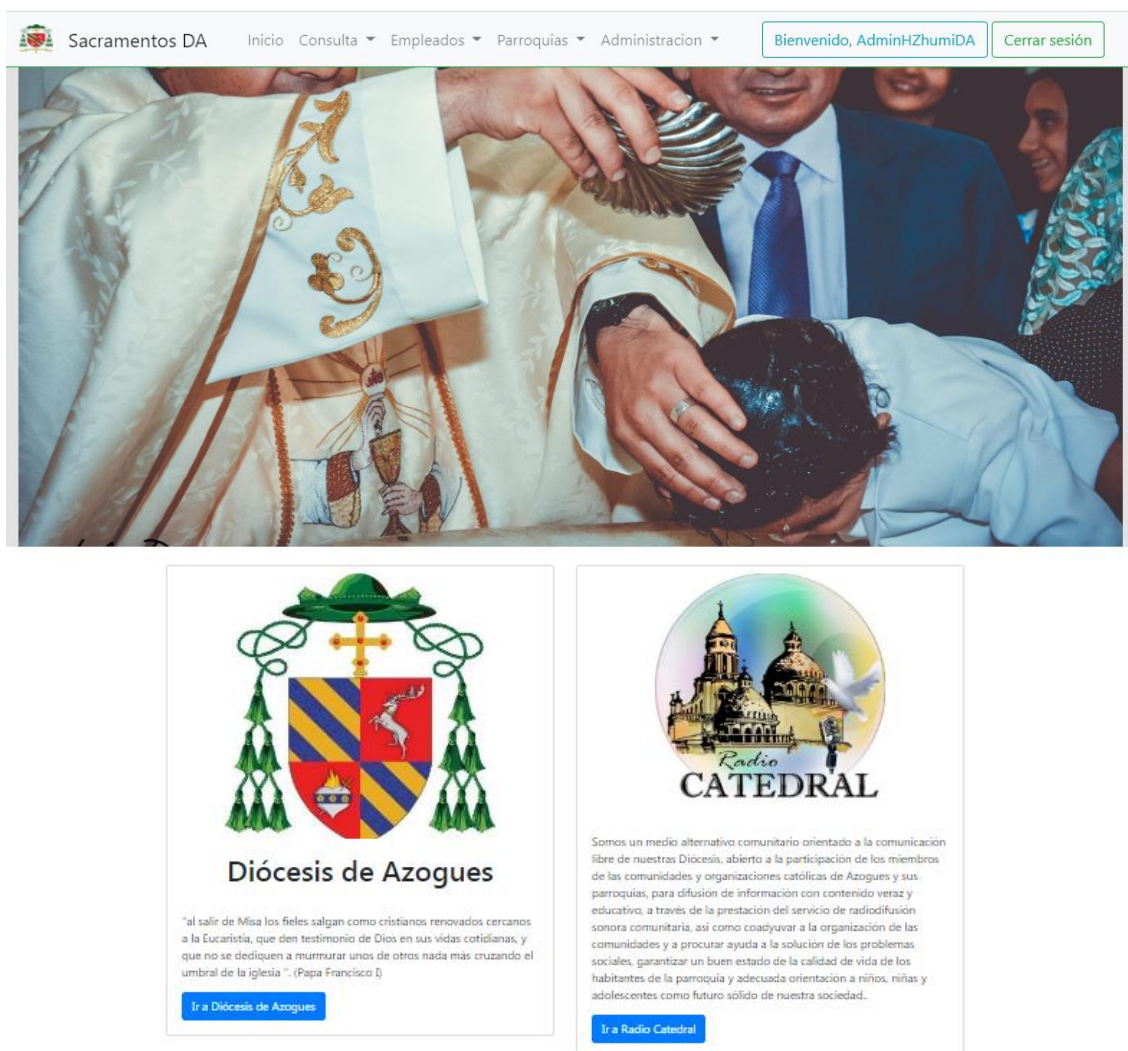 Sacramentos DA Inicio Consulta Empleados Parroquias Administracion Bienvenido, AdminHZhumiDA Cerrar sesión
Diócesis de Azogues
"al salir de Misa los fieles salgan como cristianos renovados cercanos
a la Eucaristía, que den testimonio de Dios en sus vidas cotidianas, y
que no se dediquen a murmurar unos de otros nada más cruzando el
umbral de la iglesia ". (Papa Francisco I)
Ir a Diócesis de Azogues
Radio
CATEDRAL
Somos un medio alternativo comunitario orientado a la comunicación
libre de nuestras Diócesis, abierto a la participación de los miembros
de las comunidades y organizaciones católicas de Azogues y sus
parroquias, para difusión de información con contenido veraz y
educativo, a través de la prestación del servicio de radiodifusión
sonora comunitaria, así como coadyuvar a la organización de las
comunidades y a procurar ayuda a la solución de los problemas
sociales, garantizar un buen estado de la calidad de vida de los
habitantes de la parroquia y adecuada orientación a niños, niñas y
adolescentes como futuro sólido de nuestra sociedad..
Ir a Radio Catedral